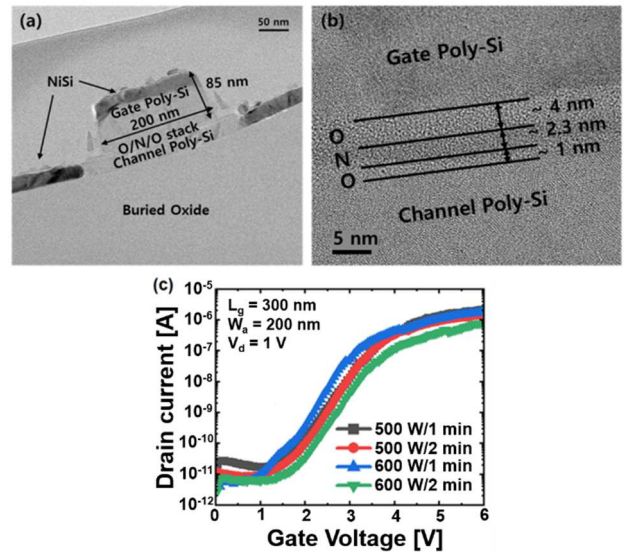 (a)
50 nm
NiSi
85 nm
Gate Poly-Si
200 nm
O/N/O stack
Channel Poly-Si
Buried Oxide
(b)
Gate Poly-Si
~ 4 nm
O
~ 2.3 nm
N
~ 1 nm
O
Channel Poly-Si
5 nm
(c)
Drain current [A]
10-5
10-6
10-7
10-8
10-9
10-10
10-11
10-12
Lg = 300 nm
Wa = 200 nm
Vd = 1 V
500 W/1 min
500 W/2 min
600 W/1 min
600 W/2 min
0 1 2 3 4 5 6
Gate Voltage [V]